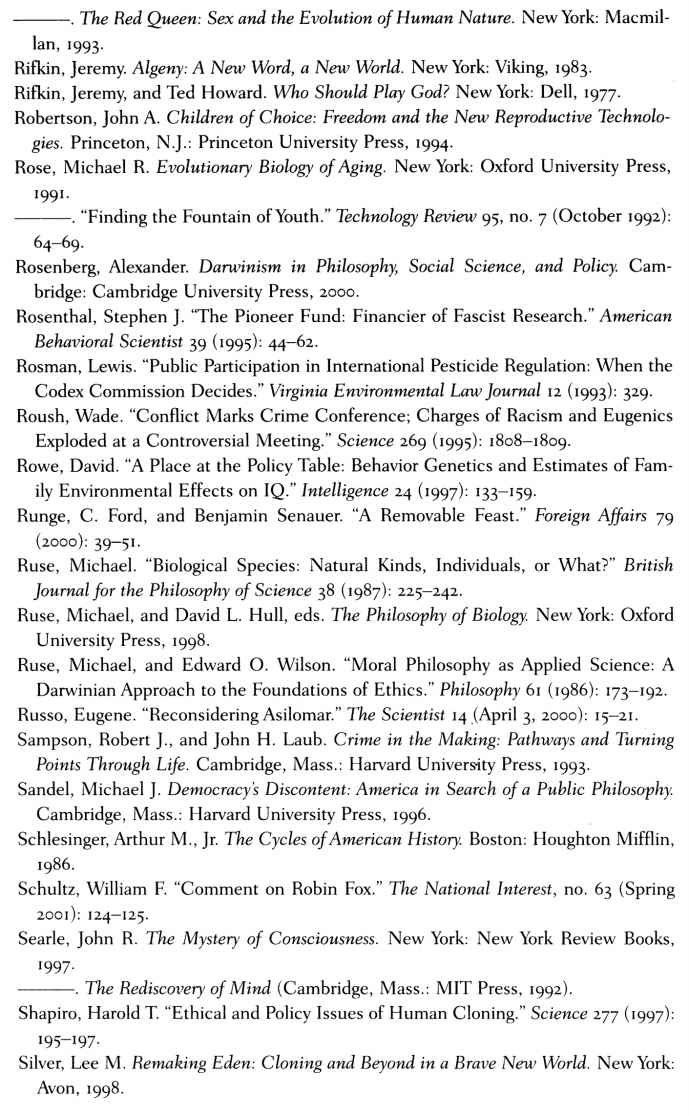 ———. The Red Queen: Sex and the Evolution of Human Nature. New York: Macmil-
lan, 1993.
Rifkin, Jeremy. Algeny: A New Word, a New World. New York: Viking, 1983.
Rifkin, Jeremy, and Ted Howard. Who Should Play God? New York: Dell, 1977.
Robertson, John A. Children of Choice: Freedom and the New Reproductive Technolo-
gies. Princeton, N.J.: Princeton University Press, 1994.
Rose, Michael R. Evolutionary Biology of Aging. New York: Oxford University Press,
1991.
———. “Finding the Fountain of Youth.” Technology Review 95, no. 7 (October 1992):
64–69.
Rosenberg, Alexander. Darwinism in Philosophy, Social Science, and Policy. Cam-
bridge: Cambridge University Press, 2000.
Rosenthal, Stephen J. “The Pioneer Fund: Financier of Fascist Research.” American
Behavioral Scientist 39 (1995): 44–62.
Rosman, Lewis. “Public Participation in International Pesticide Regulation: When the
Codex Commission Decides.” Virginia Environmental Law Journal 12 (1993): 329.
Roush, Wade. “Conflict Marks Crime Conference; Charges of Racism and Eugenics
Exploded at a Controversial Meeting.” Science 269 (1995): 1808–1809.
Rowe, David. “A Place at the Policy Table: Behavior Genetics and Estimates of Fam-
ily Environmental Effects on IQ.” Intelligence 24 (1997): 133–159.
Runge, C. Ford, and Benjamin Senauer. “A Removable Feast.” Foreign Affairs 79
(2000): 39–51.
Ruse, Michael. “Biological Species: Natural Kinds, Individuals, or What?” British
Journal for the Philosophy of Science 38 (1987): 225–242.
Ruse, Michael, and David L. Hull, eds. The Philosophy of Biology. New York: Oxford
University Press, 1998.
Ruse, Michael, and Edward O. Wilson. “Moral Philosophy as Applied Science: A
Darwinian Approach to the Foundations of Ethics.” Philosophy 61 (1986): 173–192.
Russo, Eugene. “Reconsidering Asilomar.” The Scientist 14 (April 3, 2000): 15–21.
Sampson, Robert J., and John H. Laub. Crime in the Making: Pathways and Turning
Points Through Life. Cambridge, Mass.: Harvard University Press, 1993.
Sandel, Michael J. Democracy's Discontent: America in Search of a Public Philosophy.
Cambridge, Mass.: Harvard University Press, 1996.
Schlesinger, Arthur M., Jr. The Cycles of American History. Boston: Houghton Mifflin,
1986.
Schultz, William F. “Comment on Robin Fox.” The National Interest, no. 63 (Spring
2001): 124–125.
Searle, John R. The Mystery of Consciousness. New York: New York Review Books,
1997.
———. The Rediscovery of Mind (Cambridge, Mass.: MIT Press, 1992).
Shapiro, Harold T. “Ethical and Policy Issues of Human Cloning.” Science 277 (1997):
195–197.
Silver, Lee M. Remaking Eden: Cloning and Beyond in a Brave New World. New York:
Avon, 1998.